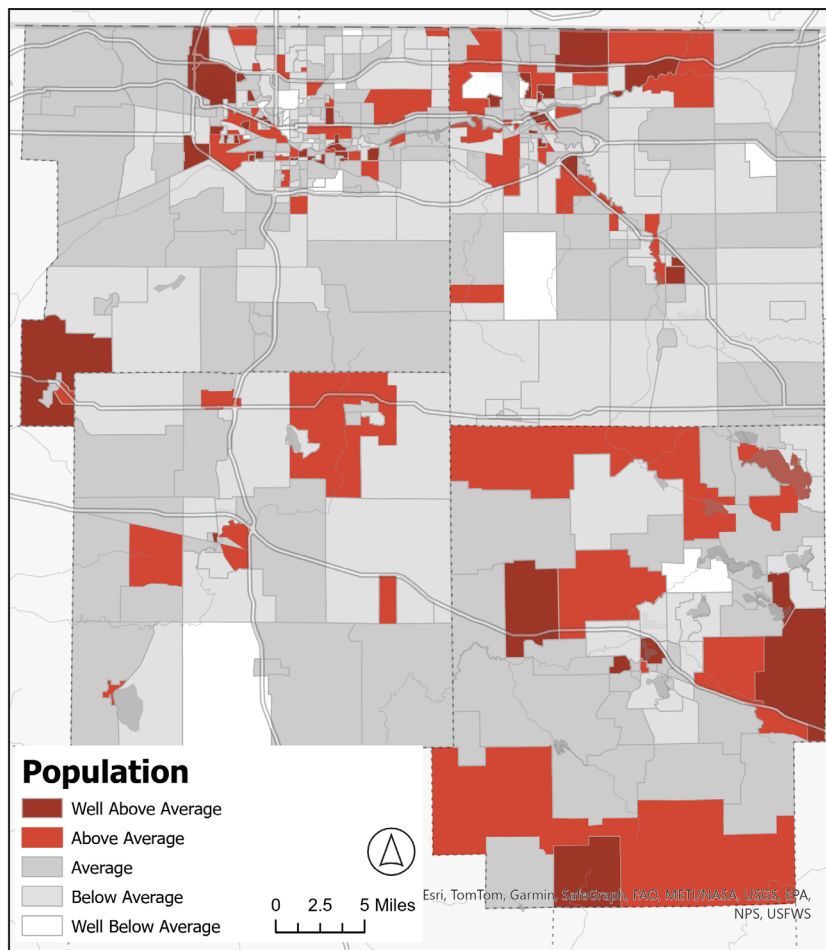 Population
Well Above Average
Above Average
Average
Below Average
Well Below Average
0 2.5 5 Miles
Esri, TomTom, Garmin, SafeGraph, FAO, METI/NASA, USGS, EPA,
NPS, USFWS